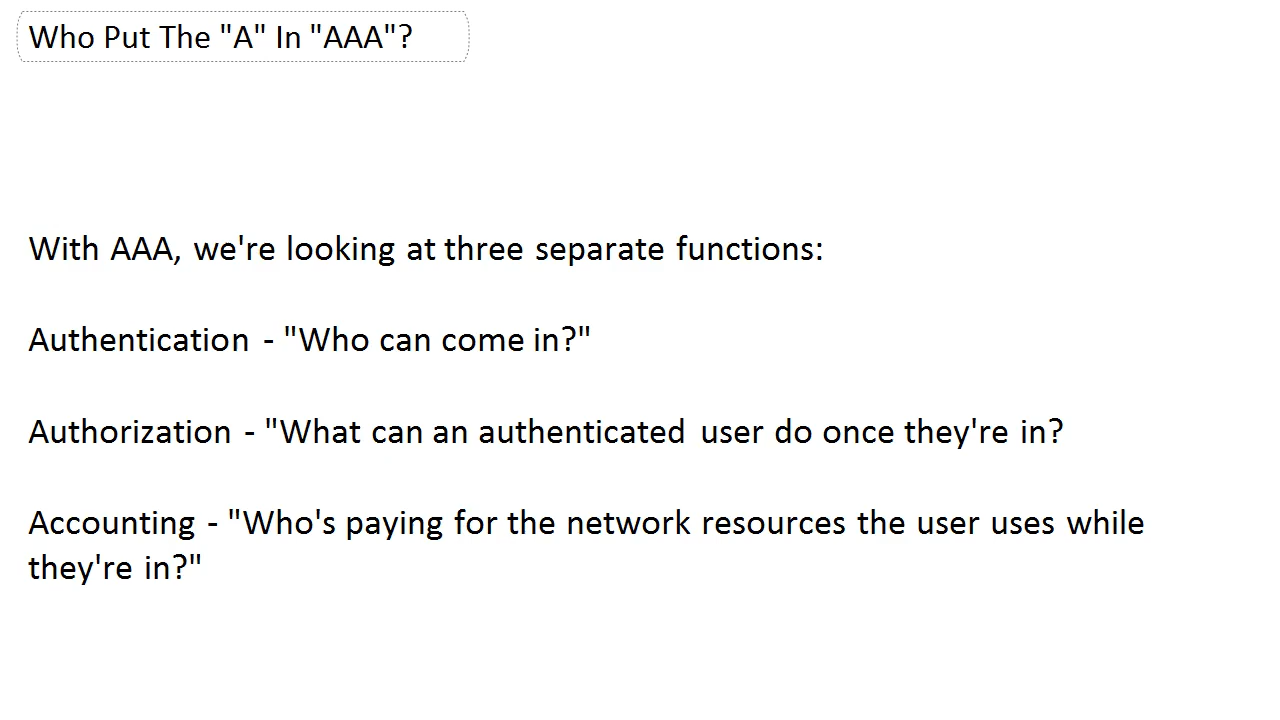 Who Put The "A" In "AAA"?
With AAA, we're looking at three separate functions:
Authentication - "Who can come in?"
Authorization - "What can an authenticated user do once they're in?
Accounting - "Who's paying for the network resources the user uses while
they're in?"